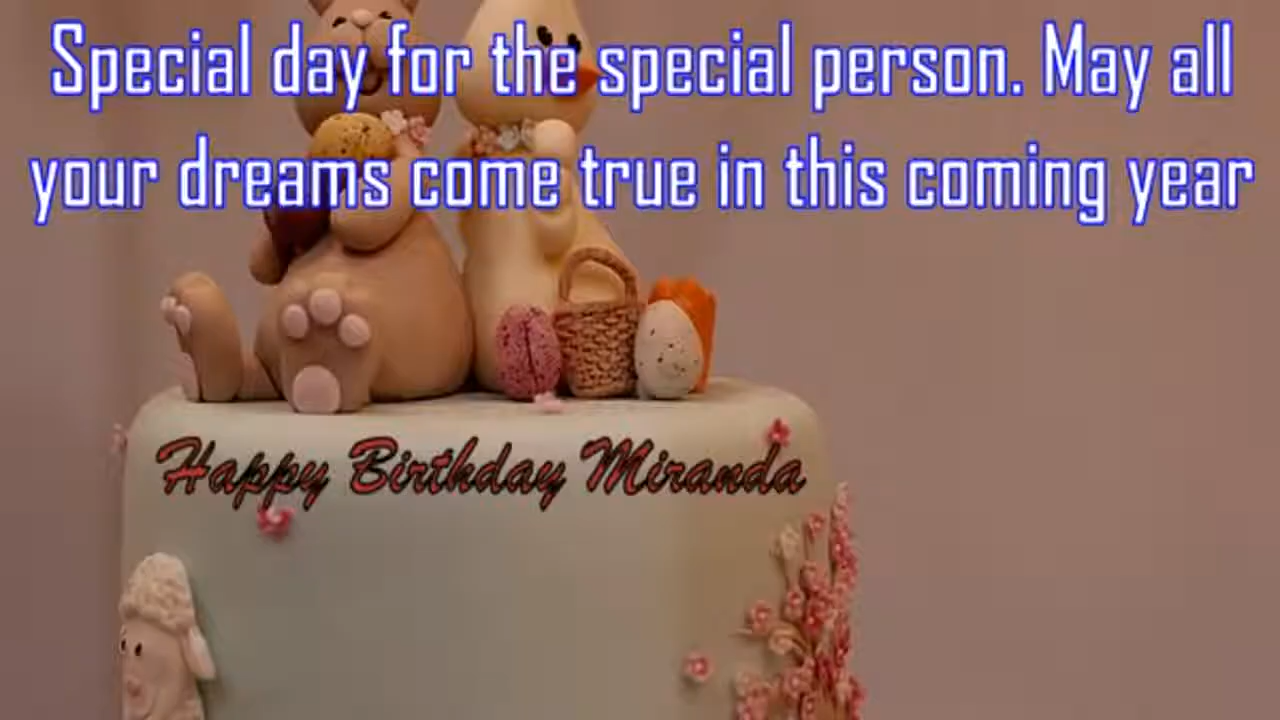 Special day for the special person. May all
your dreams come true in this coming year
Happy Birthday Miranda